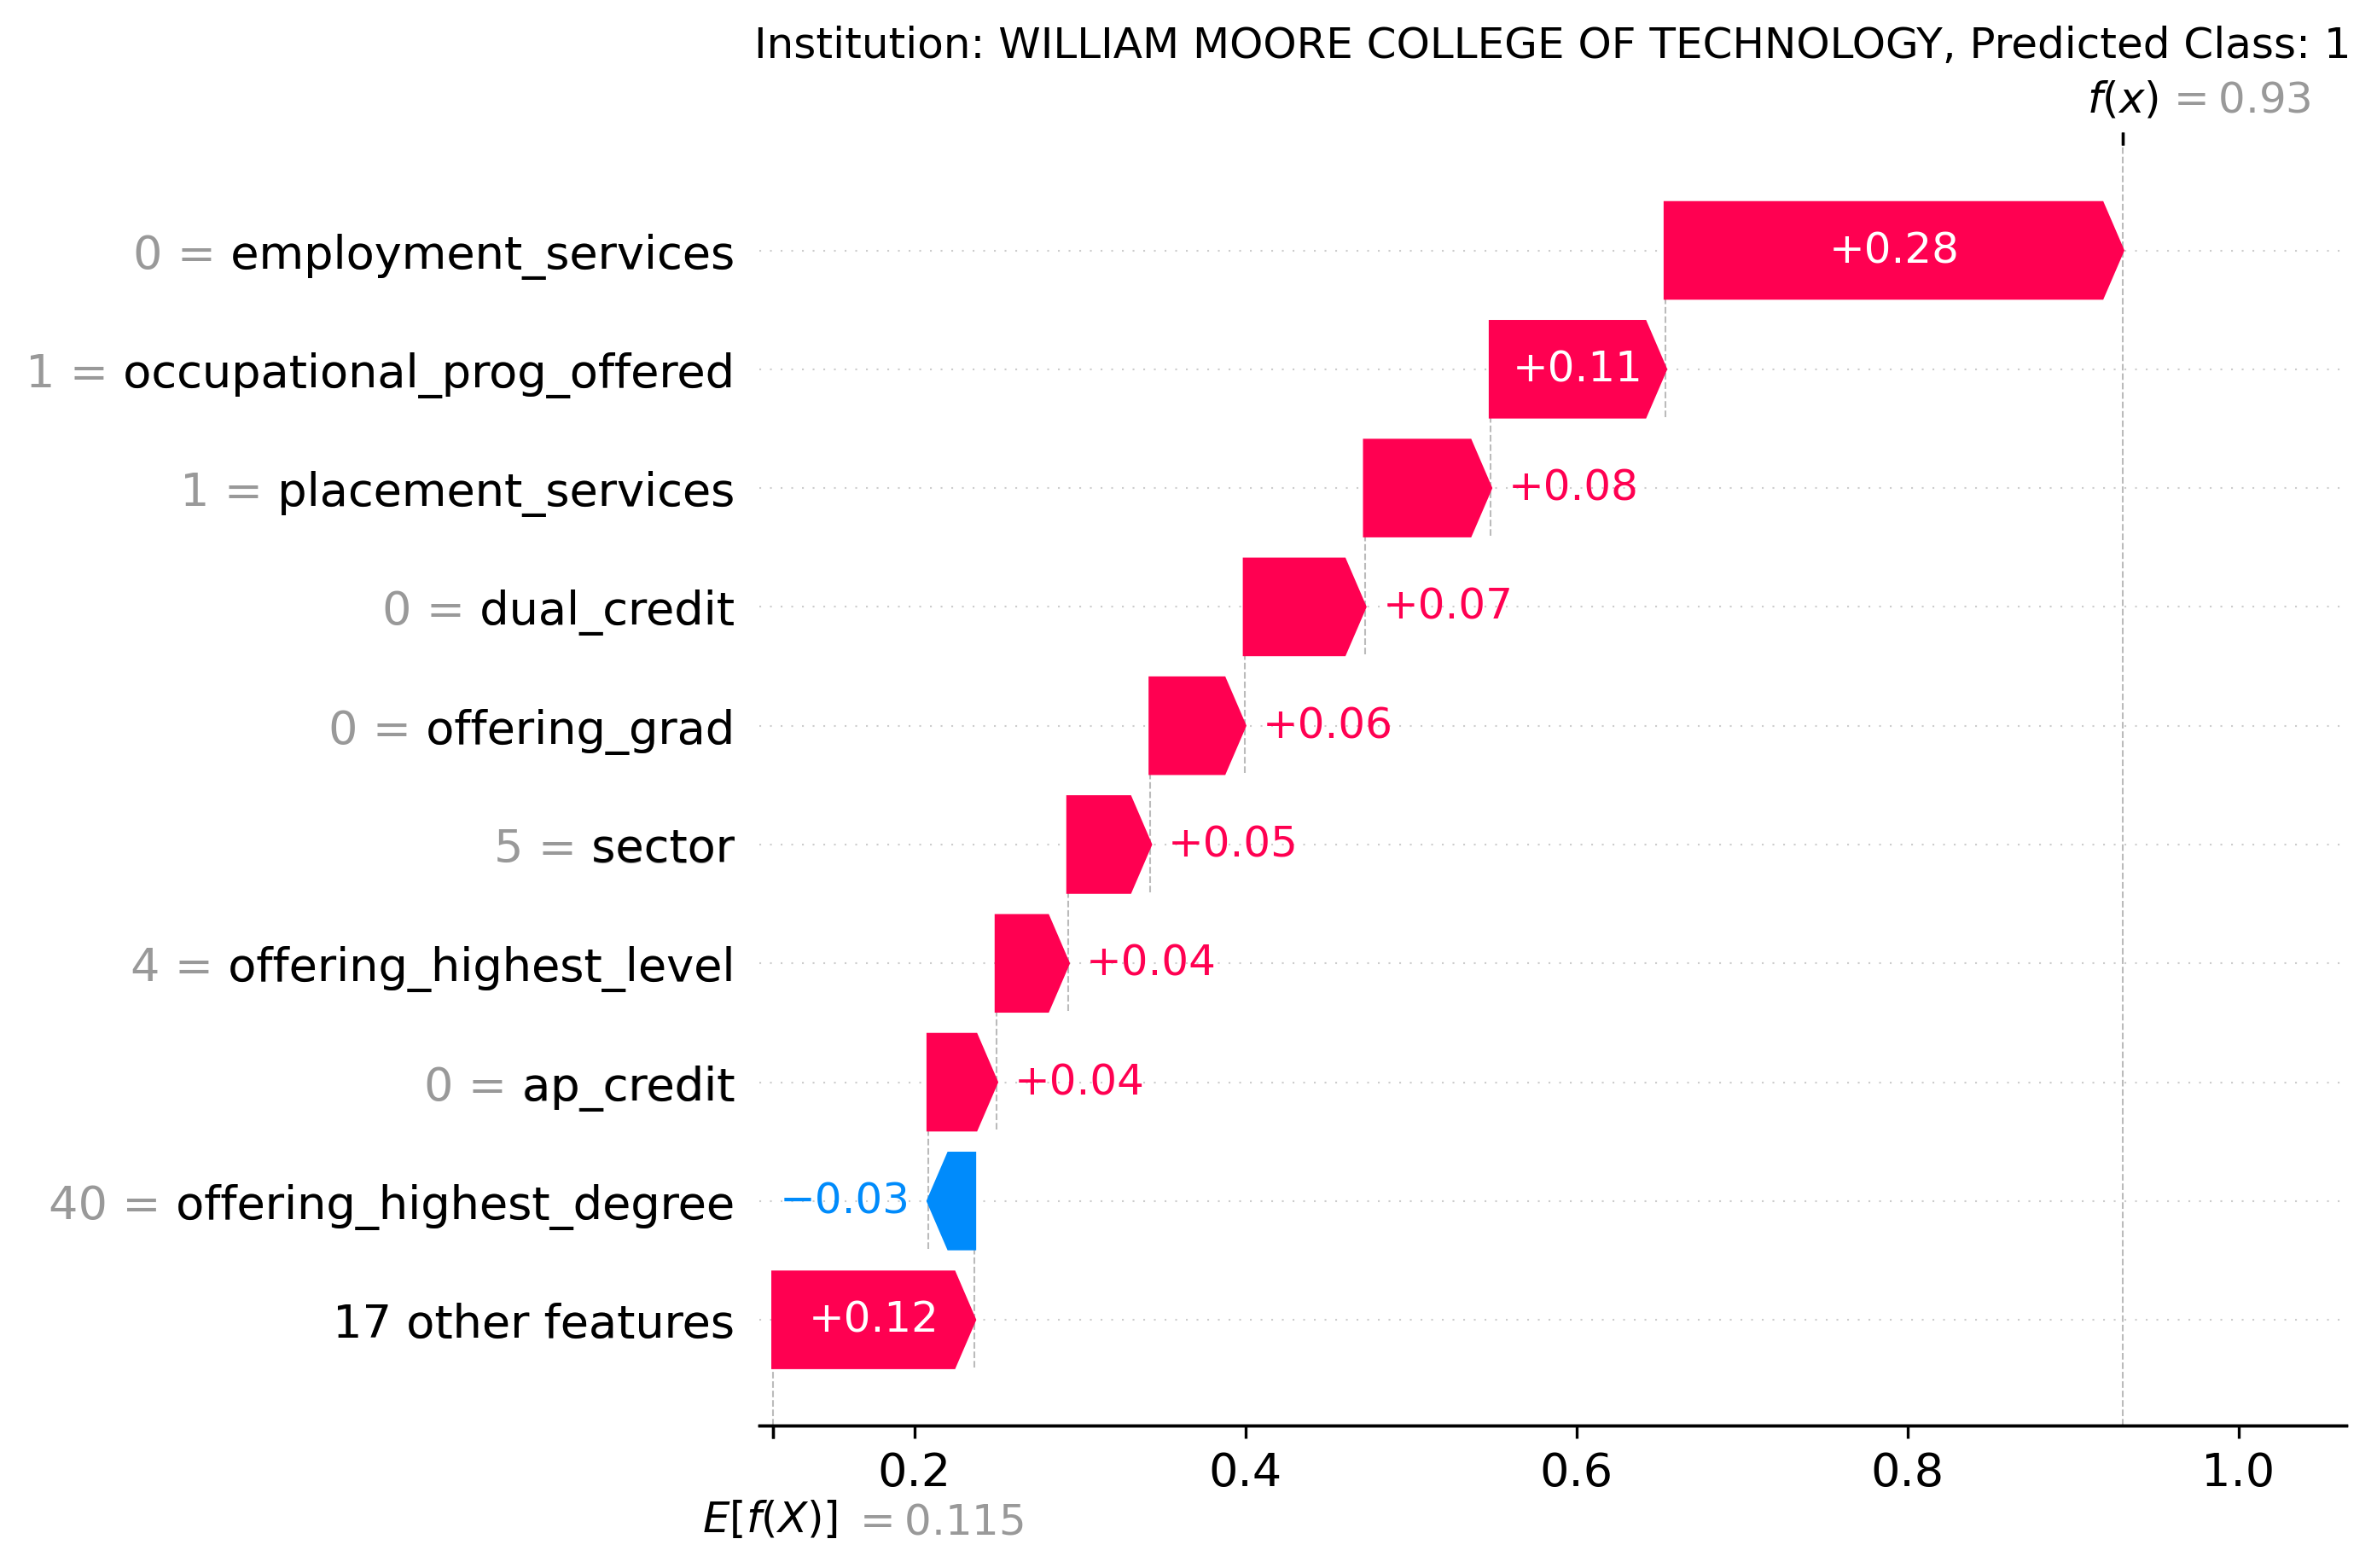 Institution: WILLIAM MOORE COLLEGE OF TECHNOLOGY, Predicted Class: 1
f(x) = 0.93
0 = employment_services +0.28
1 = occupational_prog_offered +0.11
1 = placement_services +0.08
0 = dual_credit +0.07
0 = offering_grad +0.06
5 = sector +0.05
4 = offering_highest_level +0.04
0 = ap_credit +0.04
40 = offering_highest_degree −0.03
17 other features +0.12
0.2 0.4 0.6 0.8 1.0
E[f(X)] = 0.115